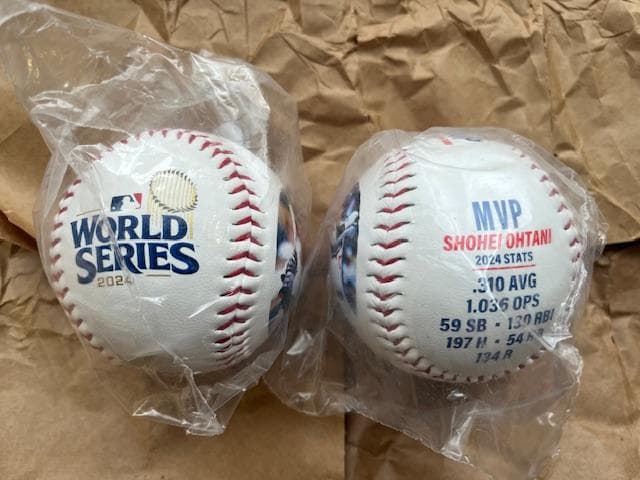 WORLD
SERIES
2024
MVP
SHOHEI OHTANI
2024 STATS
.310 AVG
1.036 OPS
59 SB - 130 RBI
197 H - 54 HR
134 R